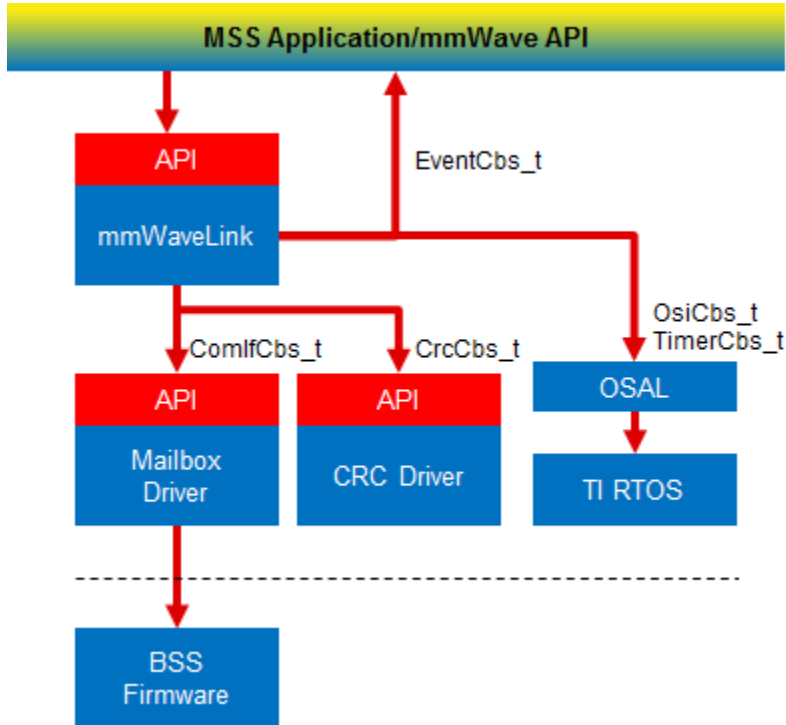 MSS Application/mmWave API
API
EventCbs_t
mmWaveLink
OsiCbs_t
TimerCbs_t
ComIfCbs_t
CrcCbs_t
API
API
OSAL
Mailbox
Driver
CRC Driver
TI RTOS
BSS
Firmware